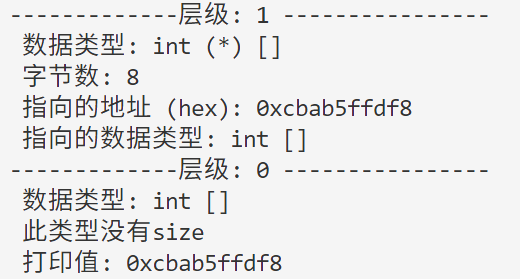 -------------层级: 1 ----------------
数据类型: int (*) []
字节数: 8
指向的地址 (hex): 0xcbab5ffdf8
指向的数据类型: int []
-------------层级: 0 ----------------
数据类型: int []
此类型没有size
打印值: 0xcbab5ffdf8